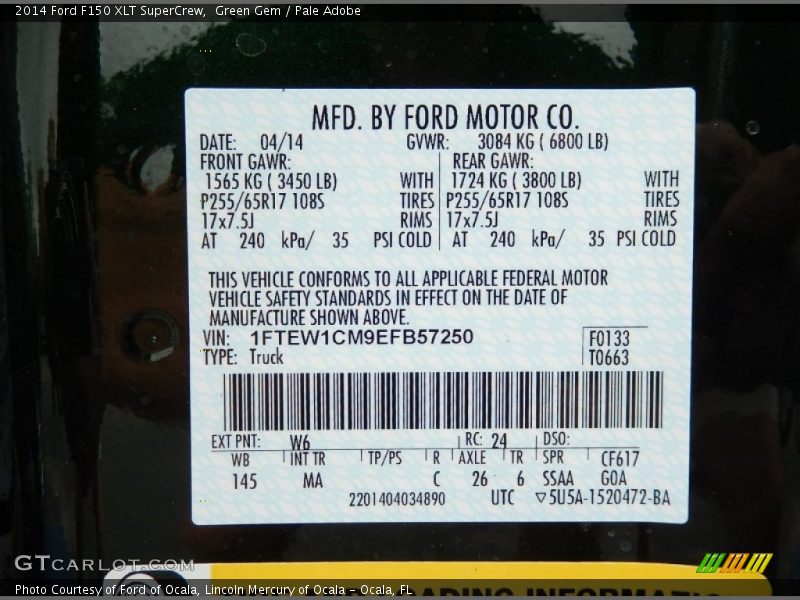 2014 Ford F150 XLT SuperCrew, Green Gem / Pale Adobe
MFD. BY FORD MOTOR CO.
DATE: 04/14 GVWR: 3084 KG ( 6800 LB)
FRONT GAWR: REAR GAWR:
1565 KG ( 3450 LB) WITH 1724 KG ( 3800 LB) WITH
P255/65R17 108S TIRES P255/65R17 108S TIRES
17x7.5J RIMS 17x7.5J RIMS
AT 240 kPa/ 35 PSI COLD AT 240 kPa/ 35 PSI COLD
THIS VEHICLE CONFORMS TO ALL APPLICABLE FEDERAL MOTOR
VEHICLE SAFETY STANDARDS IN EFFECT ON THE DATE OF
MANUFACTURE SHOWN ABOVE.
VIN: 1FTEW1CM9EFB57250 F0133
TYPE: Truck T0663
EXT PNT: W6 RC: 24 DSO:
WB INT TR TP/PS R AXLE TR SPR CF617
145 MA C 26 6 SSAA GOA
2201404034890 UTC ▽5U5A-1520472-BA
GTCARLOT.COM
Photo Courtesy of Ford of Ocala, Lincoln Mercury of Ocala - Ocala, FL